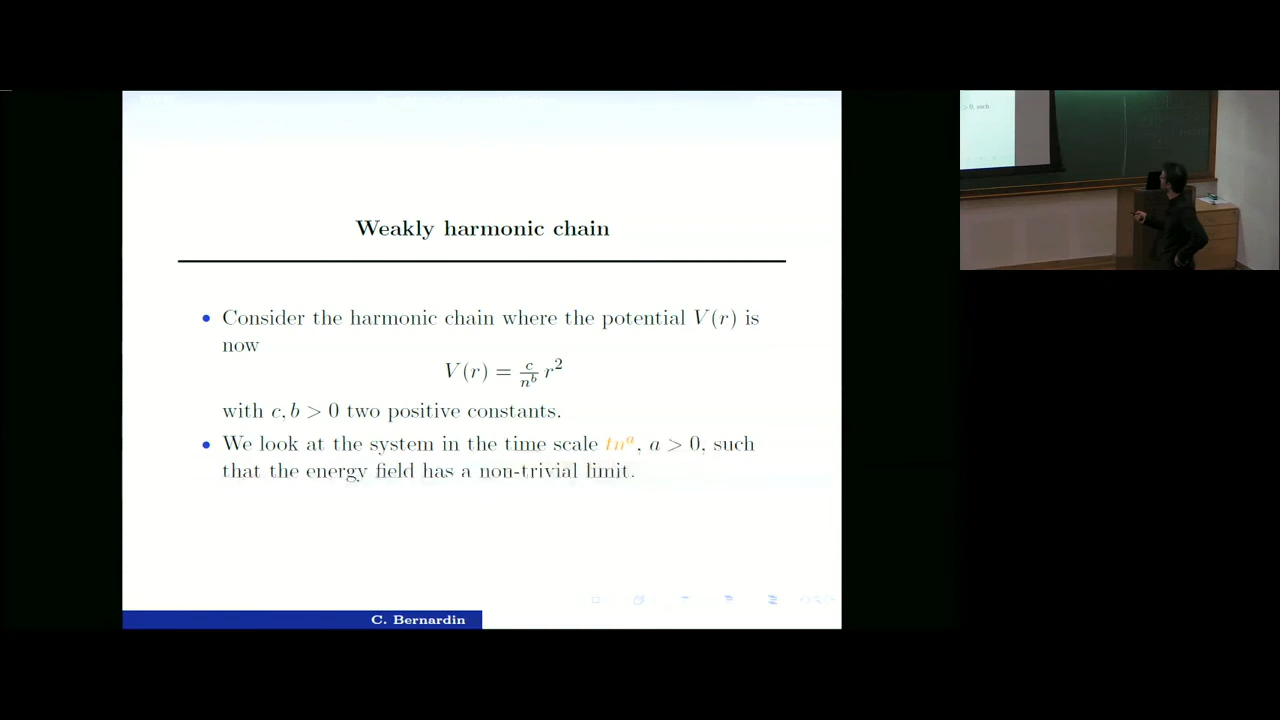 Weakly harmonic chain
• Consider the harmonic chain where the potential V(r) is
now
V(r) = c/n^b r^2
with c, b > 0 two positive constants.
• We look at the system in the time scale tn^a, a > 0, such
that the energy field has a non-trivial limit.
C. Bernardin
> 0, such